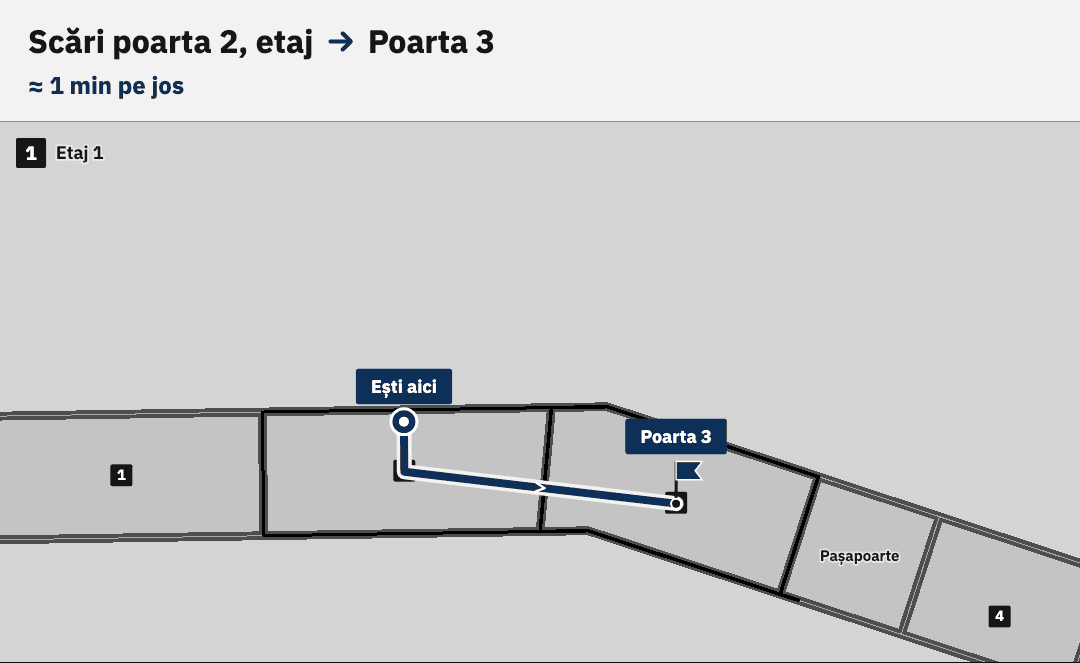 Scări poarta 2, etaj → Poarta 3
≈ 1 min pe jos
1 Etaj 1
Ești aici
Poarta 3
1
Pașapoarte
4